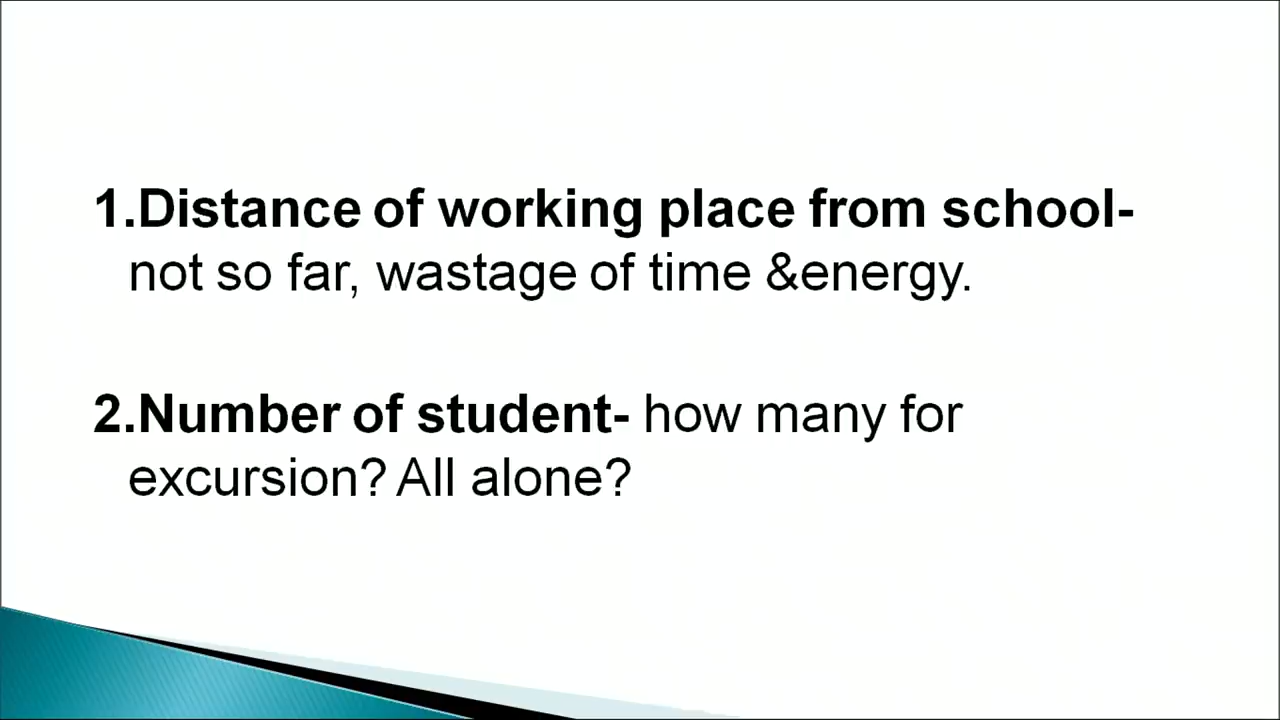 1.Distance of working place from school-
not so far, wastage of time &energy.
2.Number of student- how many for
excursion? All alone?